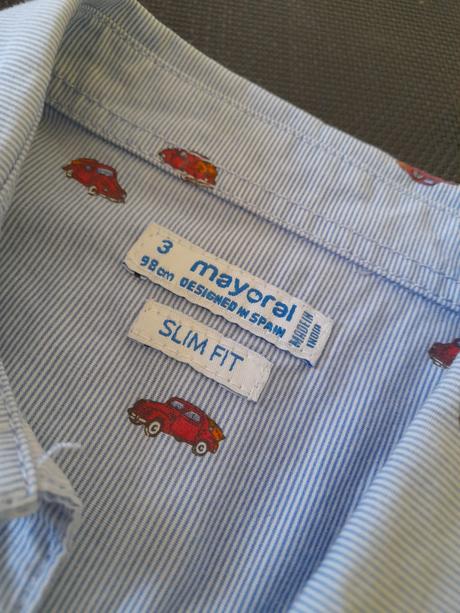 3
98cm
mayoral
DESIGNED IN SPAIN
MADE IN
INDIA
SLIM FIT